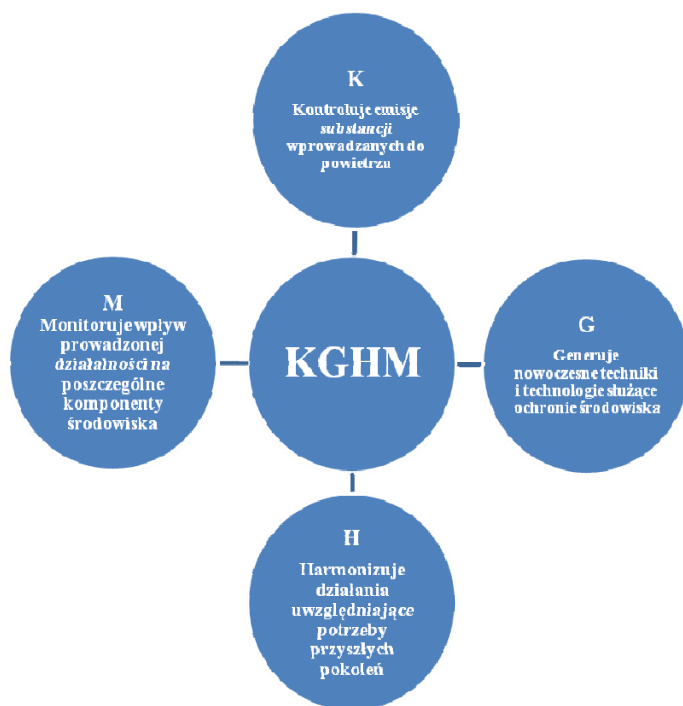 K
Kontroluje emisje
substancji
wprowadzanych do
powietrza
M
Monitoruje wpływ
prowadzonej
działalności na
poszczególne
komponenty
środowiska
KGHM
G
Generuje
nowoczesne techniki
i technologie służące
ochronie środowiska
H
Harmonizuje
działania
uwzględniające
potrzeby
przyszłych
pokoleń